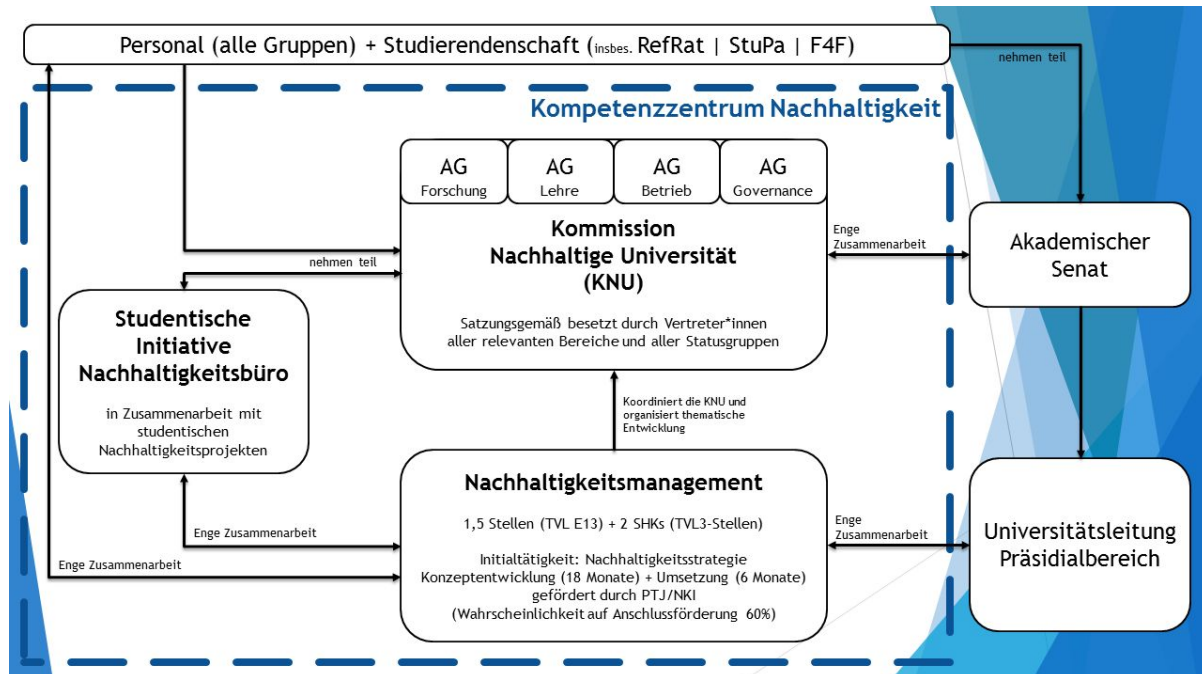 Personal (alle Gruppen) + Studierendenschaft (insbes. RefRat | StuPa | F4F)
nehmen teil
Kompetenzzentrum Nachhaltigkeit
AG
Forschung
AG
Lehre
AG
Betrieb
AG
Governance
Kommission
Nachhaltige Universität
(KNU)
Satzungsgemäß besetzt durch Vertreter*innen
aller relevanten Bereiche und aller Statusgruppen
Enge
Zusammenarbeit
Akademischer
Senat
nehmen teil
Studentische
Initiative
Nachhaltigkeitsbüro
in Zusammenarbeit mit
studentischen
Nachhaltigkeitsprojekten
Koordiniert die KNU und
organisiert thematische
Entwicklung
Nachhaltigkeitsmanagement
1,5 Stellen (TVL E13) + 2 SHKs (TVL3-Stellen)
Initialtätigkeit: Nachhaltigkeitsstrategie
Konzeptentwicklung (18 Monate) + Umsetzung (6 Monate)
gefördert durch PTJ/NKI
(Wahrscheinlichkeit auf Anschlussförderung 60%)
Enge
Zusammenarbeit
Universitätsleitung
Präsidialbereich
Enge Zusammenarbeit
Enge Zusammenarbeit